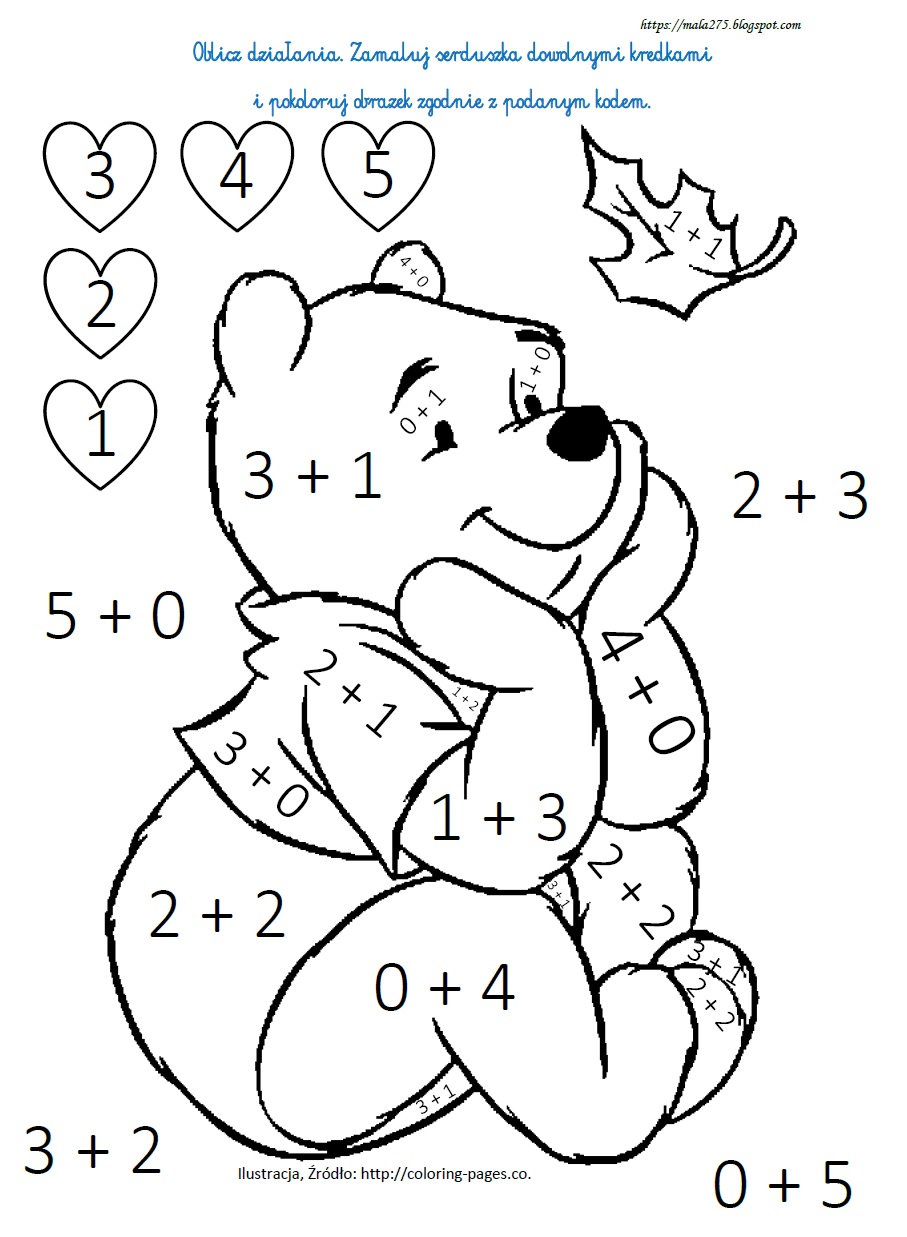 https://mala275.blogspot.com
Oblicz działania. Zamaluj serduszka dowolnymi kredkami
i pokoloruj obrazek zgodnie z podanym kodem.
3 4 5
1 + 1
2
4 + 0
1 + 0
1
0 + 1
3 + 1
2 + 3
5 + 0
4 + 0
2 + 1
1 + 2
3 + 0
1 + 3
2 + 2
3 + 1
2 + 2
3 + 1
0 + 4
2 + 2
3 + 1
3 + 2
Ilustracja, Źródło: http://coloring-pages.co.
0 + 5